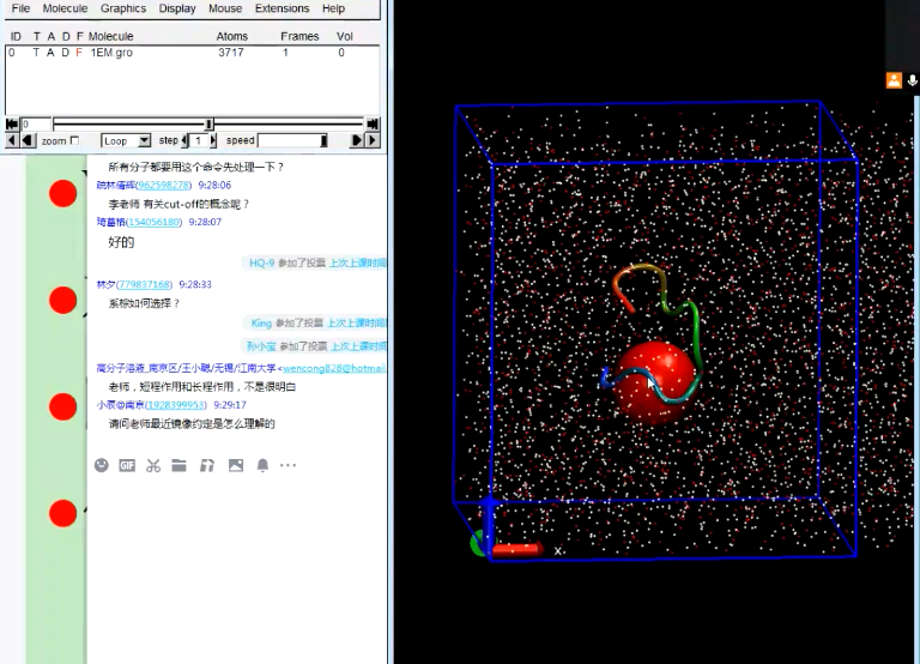 File Molecule Graphics Display Mouse Extensions Help
ID T A D F Molecule Atoms Frames Vol
0 T A D F 1EM.gro 3717 1 0
0
zoom Loop step 1 speed
所有分子都要用这个命令先处理一下？
(962598278) 9:28:06
李老师 有关cut-off的概念呢？
琦葛格(154056180) 9:28:07
好的
HQ-9 参加了投票 上次上课时间
林夕(779837168) 9:28:33
系综如何选择？
King 参加了投票 上次上课时间
孙小宝 参加了投票 上次上课时间
高分子溶液_南京区/王小聪/无锡/江南大学<wencong828@hotmai.
老师，短程作用和长程作用，不是很明白
小辰@南京(1928399953) 9:29:17
请问老师最近镜像约定是怎么理解的
GIF
X